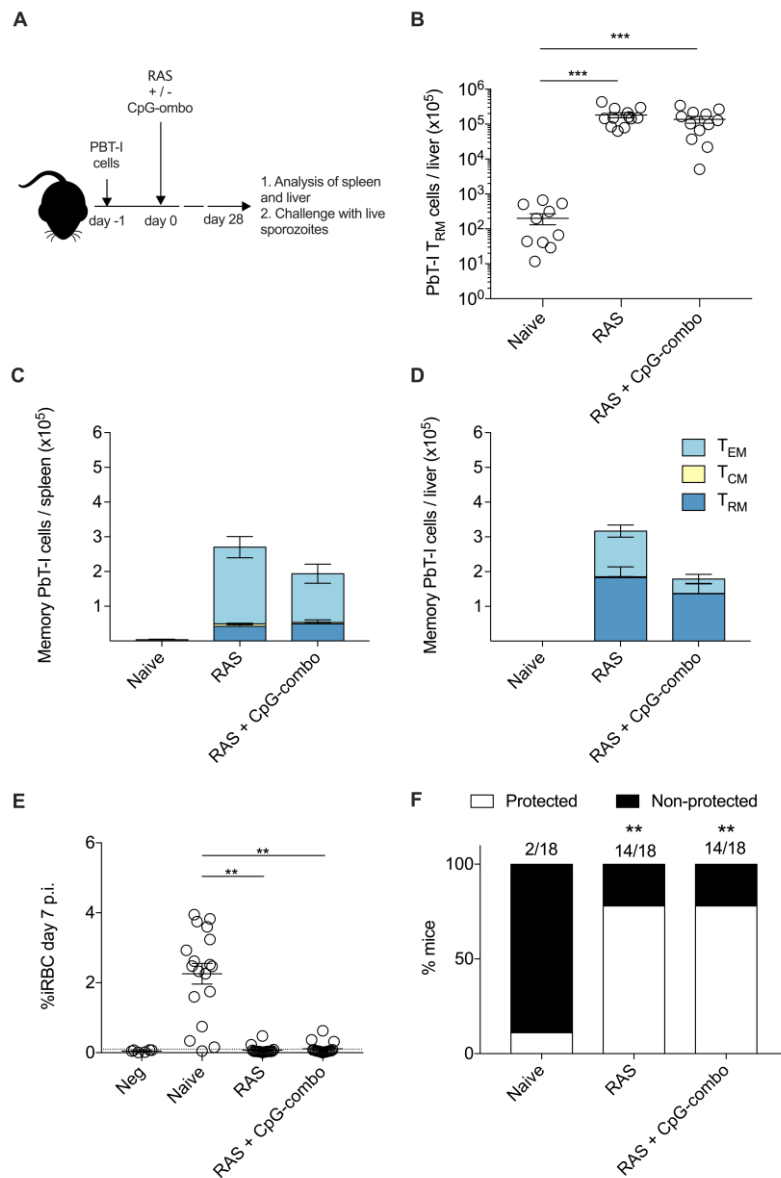 A
RAS
+ / -
CpG-ombo
PBT-I
cells
day -1
day 0
day 28
1. Analysis of spleen
and liver
2. Challenge with live
sporozoites
B
PbT-I TRM cells / liver (x10⁵)
10⁶
10⁵
10⁴
10³
10²
10¹
10⁰
***
***
Naive
RAS
RAS + CpG-combo
C
Memory PbT-I cells / spleen (x10⁵)
6
5
4
3
2
1
Naive
RAS
RAS + CpG-combo
D
Memory PbT-I cells / liver (x10⁵)
6
5
4
3
2
1
TEM
TCM
TRM
Naive
RAS
RAS + CpG-combo
E
%iRBC day 7 p.i.
6
4
2
0
**
**
Neg
Naive
RAS
RAS + CpG-combo
F
Protected
Non-protected
% mice
100
50
0
2/18
**
14/18
**
14/18
Naive
RAS
RAS + CpG-combo